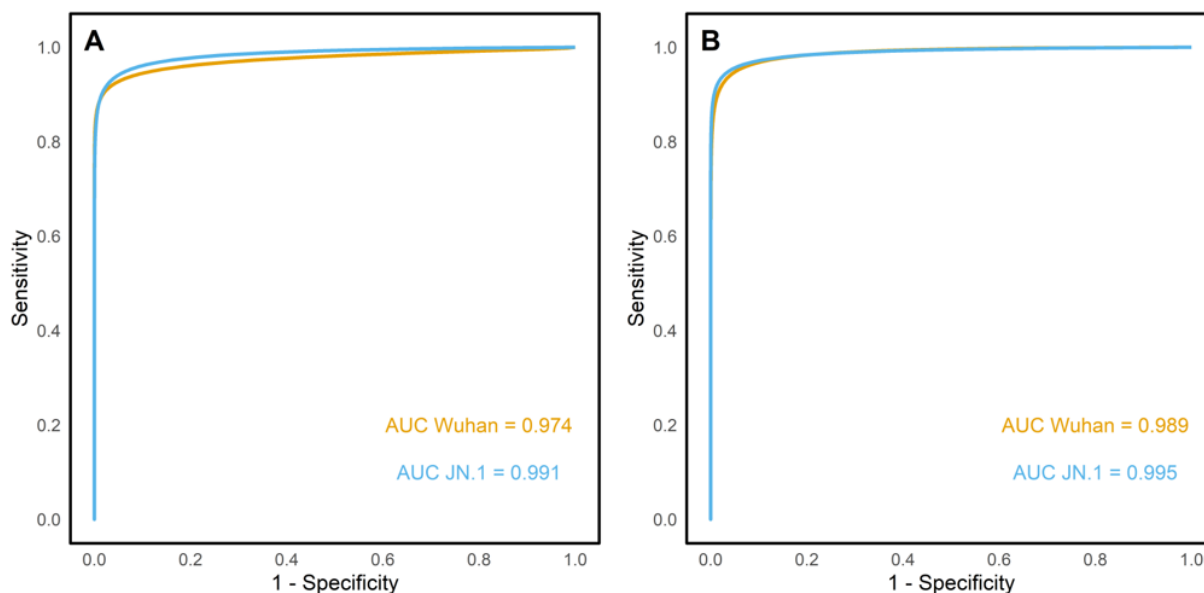 A
1.0
0.8
0.6
0.4
0.2
0.0
Sensitivity
AUC Wuhan = 0.974
AUC JN.1 = 0.991
0.0 0.2 0.4 0.6 0.8 1.0
1 - Specificity
B
1.0
0.8
0.6
0.4
0.2
0.0
Sensitivity
AUC Wuhan = 0.989
AUC JN.1 = 0.995
0.0 0.2 0.4 0.6 0.8 1.0
1 - Specificity